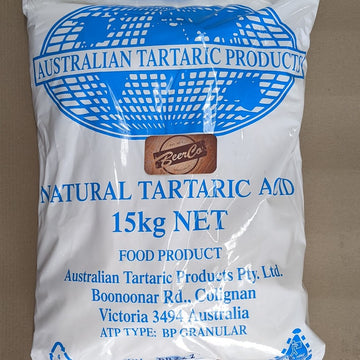 AUSTRALIAN TARTARIC PRODUCTS
BeerCo
NATURAL TARTARIC ACID
15kg NET
FOOD PRODUCT
Australian Tartaric Products Pty. Ltd.
Boonoonar Rd., Colignan
Victoria 3494 Australia
ATP TYPE: BP GRANULAR